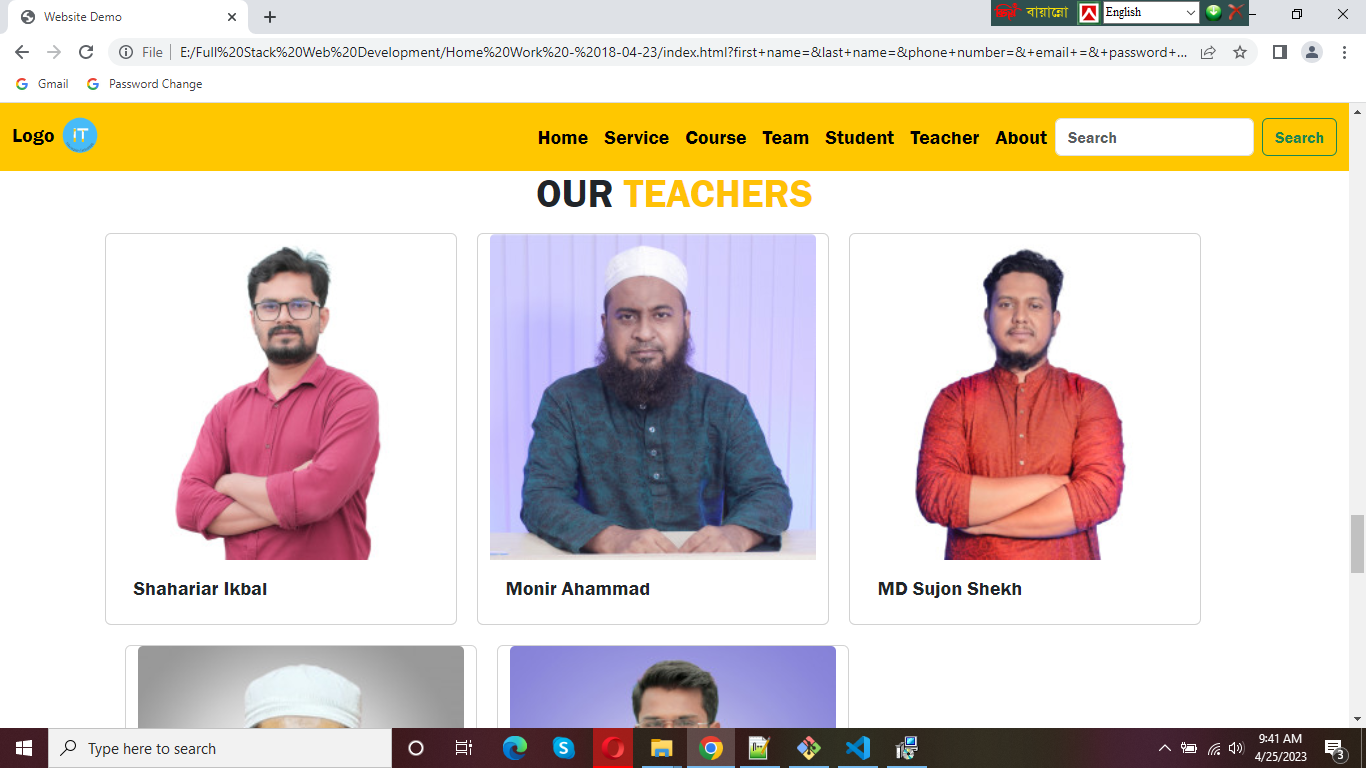 Website Demo
বায়ান্নো
English
File
E:/Full%20Stack%20Web%20Development/Home%20Work%20-%2018-04-23/index.html?first+name=&last+name=&phone+number=&+email+=&+password+...
Gmail
Password Change
Logo iT
Home Service Course Team Student Teacher About Search Search
OUR TEACHERS
Shahariar Ikbal
Monir Ahammad
MD Sujon Shekh
Type here to search
9:41 AM
4/25/2023
3